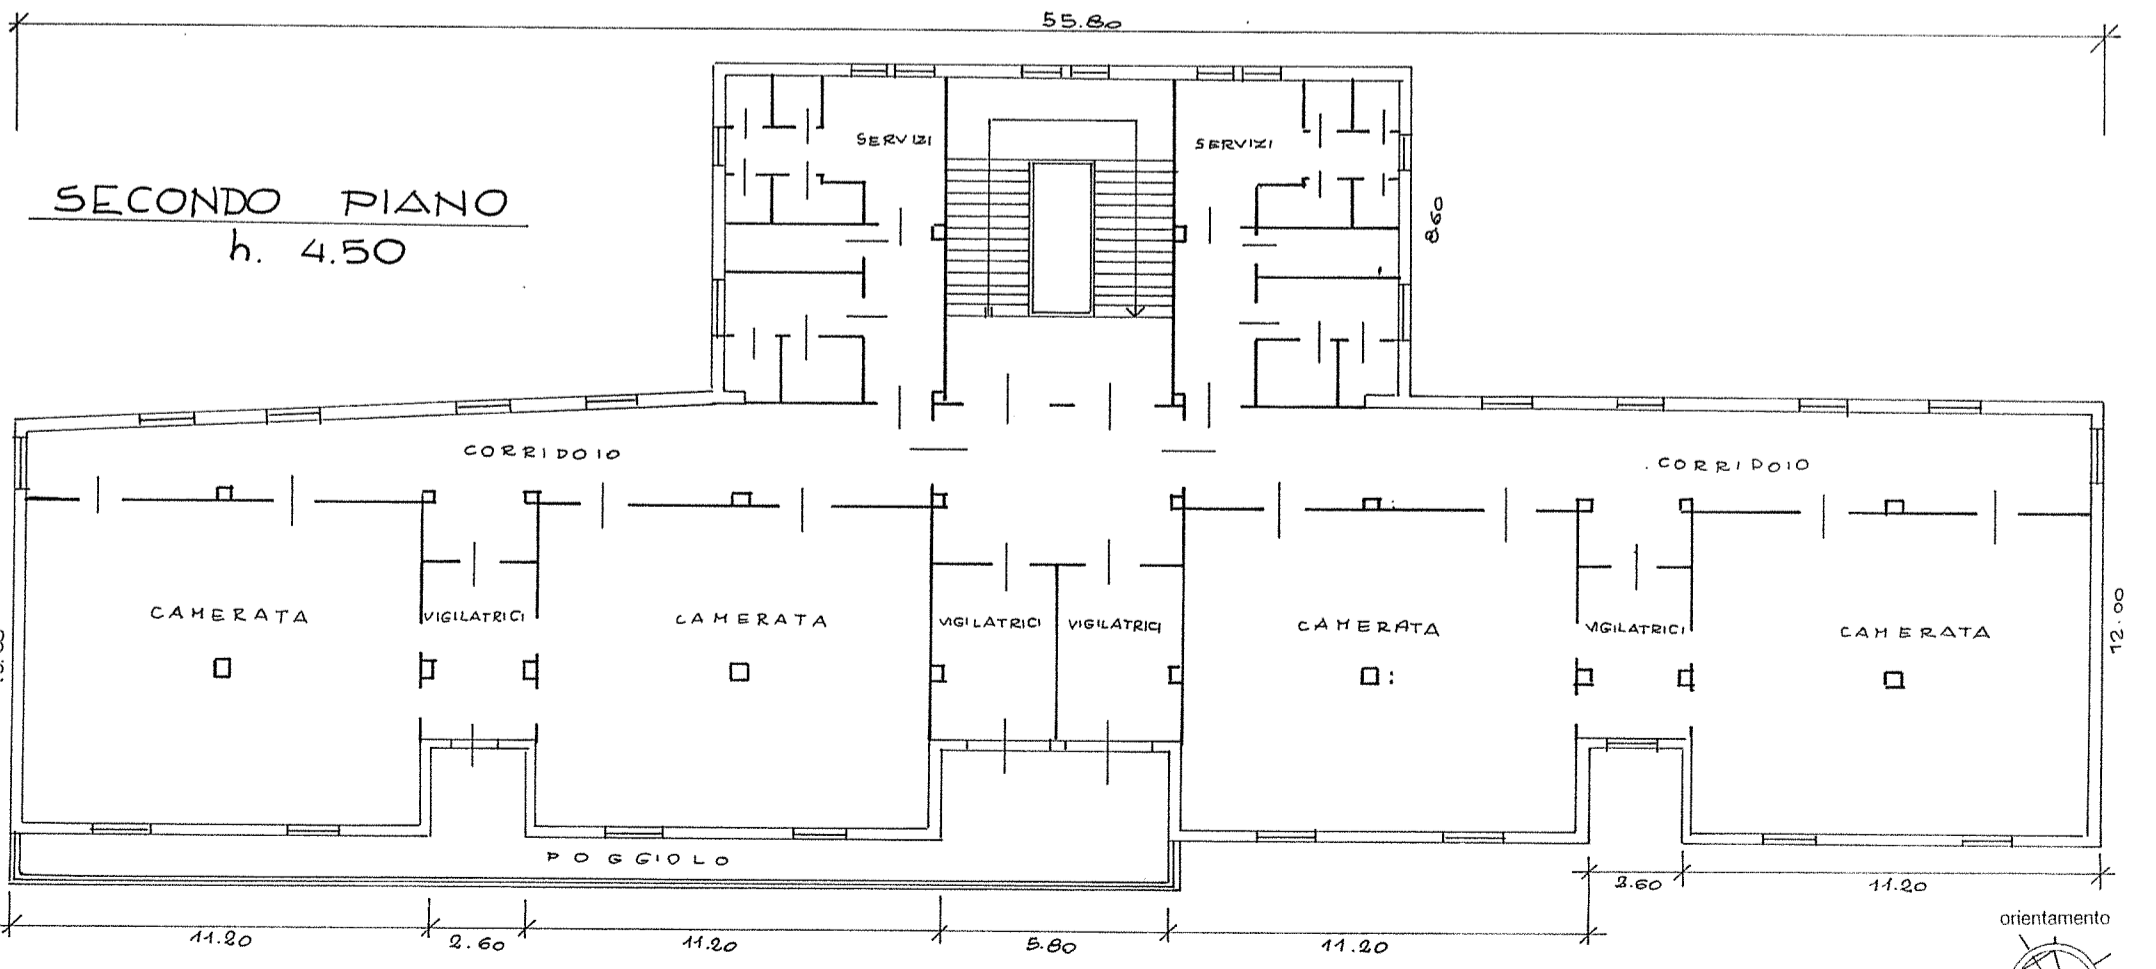 55.80
SECONDO PIANO
h. 4.50
SERVIZI
SERVIZI
8.60
CORRIDOIO
CORRIDOIO
CAMERATA
VIGILATRICI
CAMERATA
VIGILATRICI
VIGILATRICI
CAMERATA
VIGILATRICI
CAMERATA
12.00
POGGIOLO
2.60
11.20
11.20
2.60
11.20
5.80
11.20
orientamento